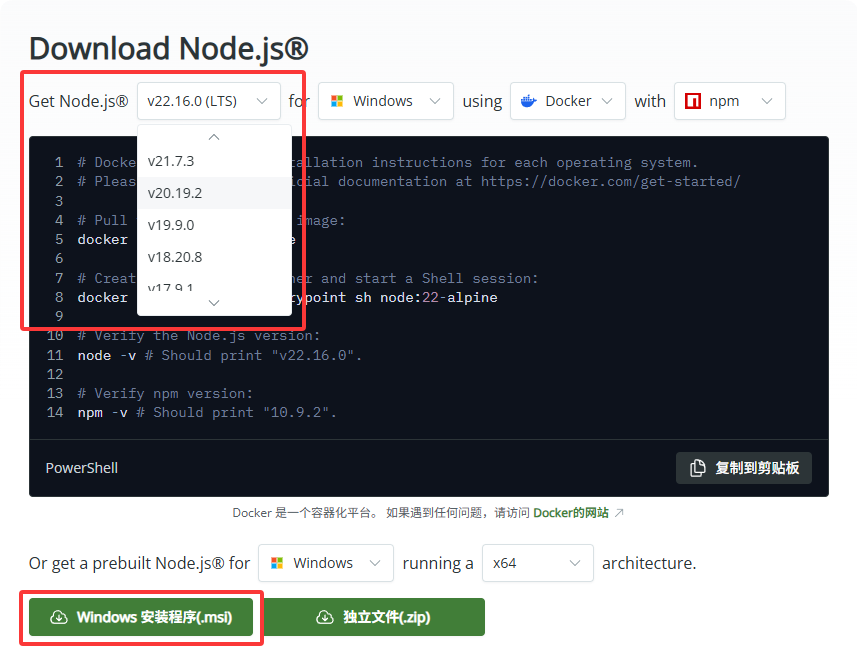 Download Node.js®
Get Node.js® v22.16.0 (LTS) for Windows using Docker with npm
v21.7.3
v20.19.2
v19.9.0
v18.20.8
v17.9.1
1 # Docke allation instructions for each operating system.
2 # Pleas icial documentation at https://docker.com/get-started/
3
4 # Pull image:
5 docker e
6
7 # Creat ner and start a Shell session:
8 docker rypoint sh node:22-alpine
9
10 # Verify the Node.js version:
11 node -v # Should print "v22.16.0".
12
13 # Verify npm version:
14 npm -v # Should print "10.9.2".
PowerShell 复制到剪贴板
Docker 是一个容器化平台。 如果遇到任何问题，请访问 Docker的网站
Or get a prebuilt Node.js® for Windows running a x64 architecture.
Windows 安装程序(.msi) 独立文件(.zip)